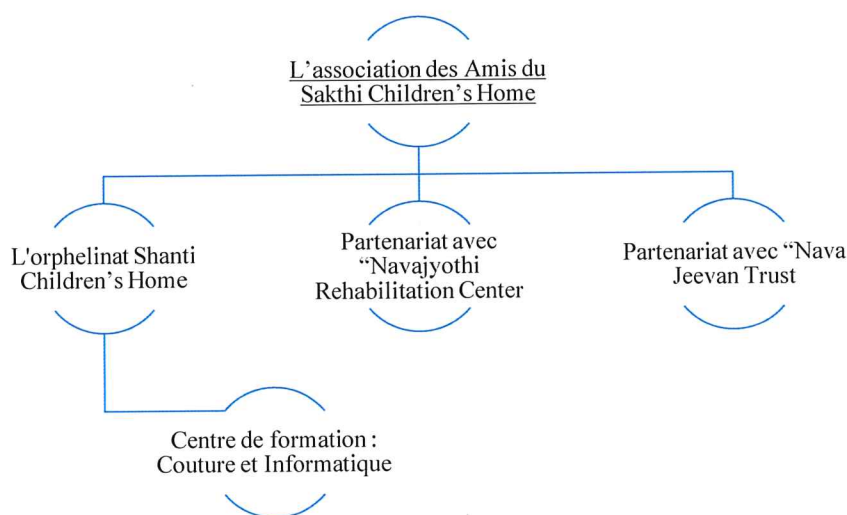 L’association des Amis du
Sakthi Children’s Home
L'orphelinat Shanti
Children’s Home
Partenariat avec
“Navajyothi
Rehabilitation Center
Partenariat avec “Nava
Jeevan Trust
Centre de formation :
Couture et Informatique